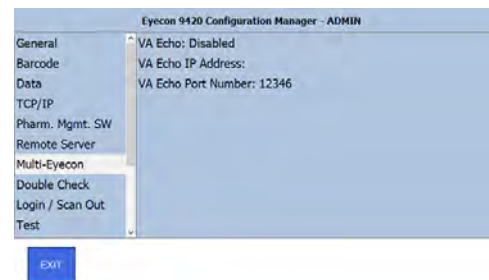 Eyecon 9420 Configuration Manager - ADMIN
General
Barcode
Data
TCP/IP
Pharm. Mgmt. SW
Remote Server
Multi-Eyecon
Double Check
Login / Scan Out
Test
VA Echo: Disabled
VA Echo IP Address:
VA Echo Port Number: 12346
EXIT